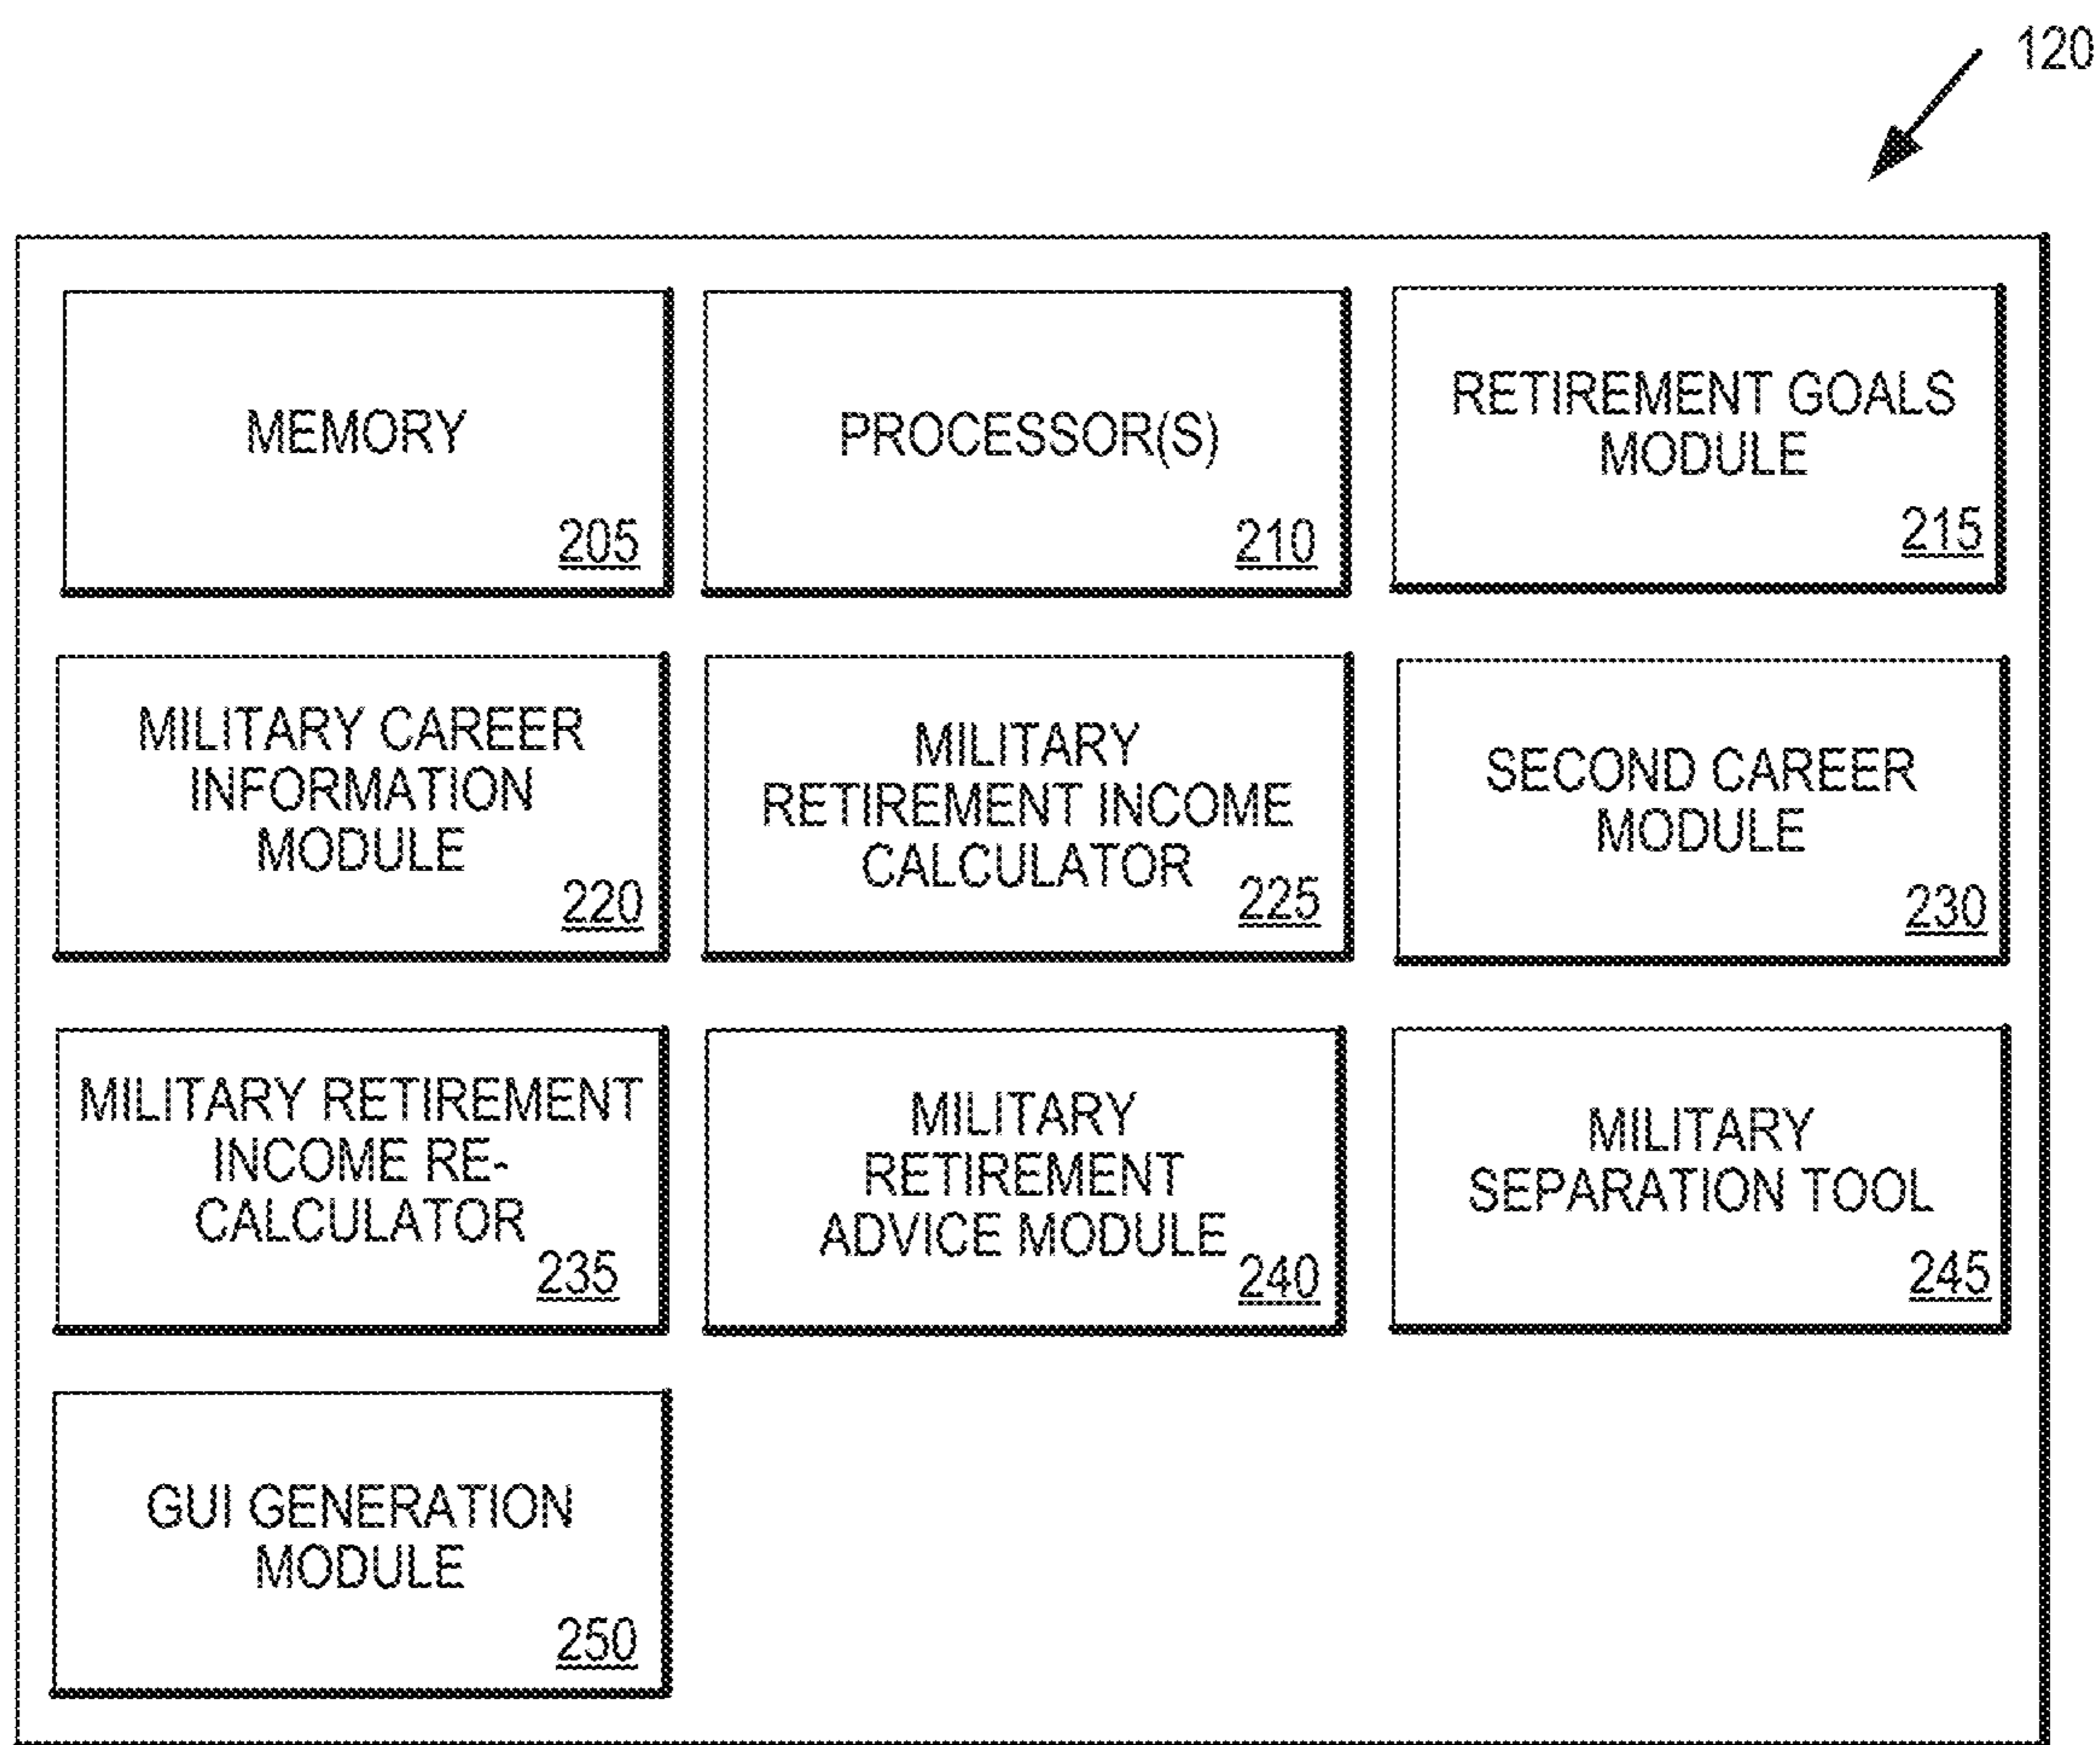 120
MEMORY
205
PROCESSOR(S)
210
RETIREMENT GOALS
MODULE
215
MILITARY CAREER
INFORMATION
MODULE
220
MILITARY
RETIREMENT INCOME
CALCULATOR
225
SECOND CAREER
MODULE
230
MILITARY RETIREMENT
INCOME RE-
CALCULATOR
235
MILITARY
RETIREMENT
ADVICE MODULE
240
MILITARY
SEPARATION TOOL
245
GUI GENERATION
MODULE
250